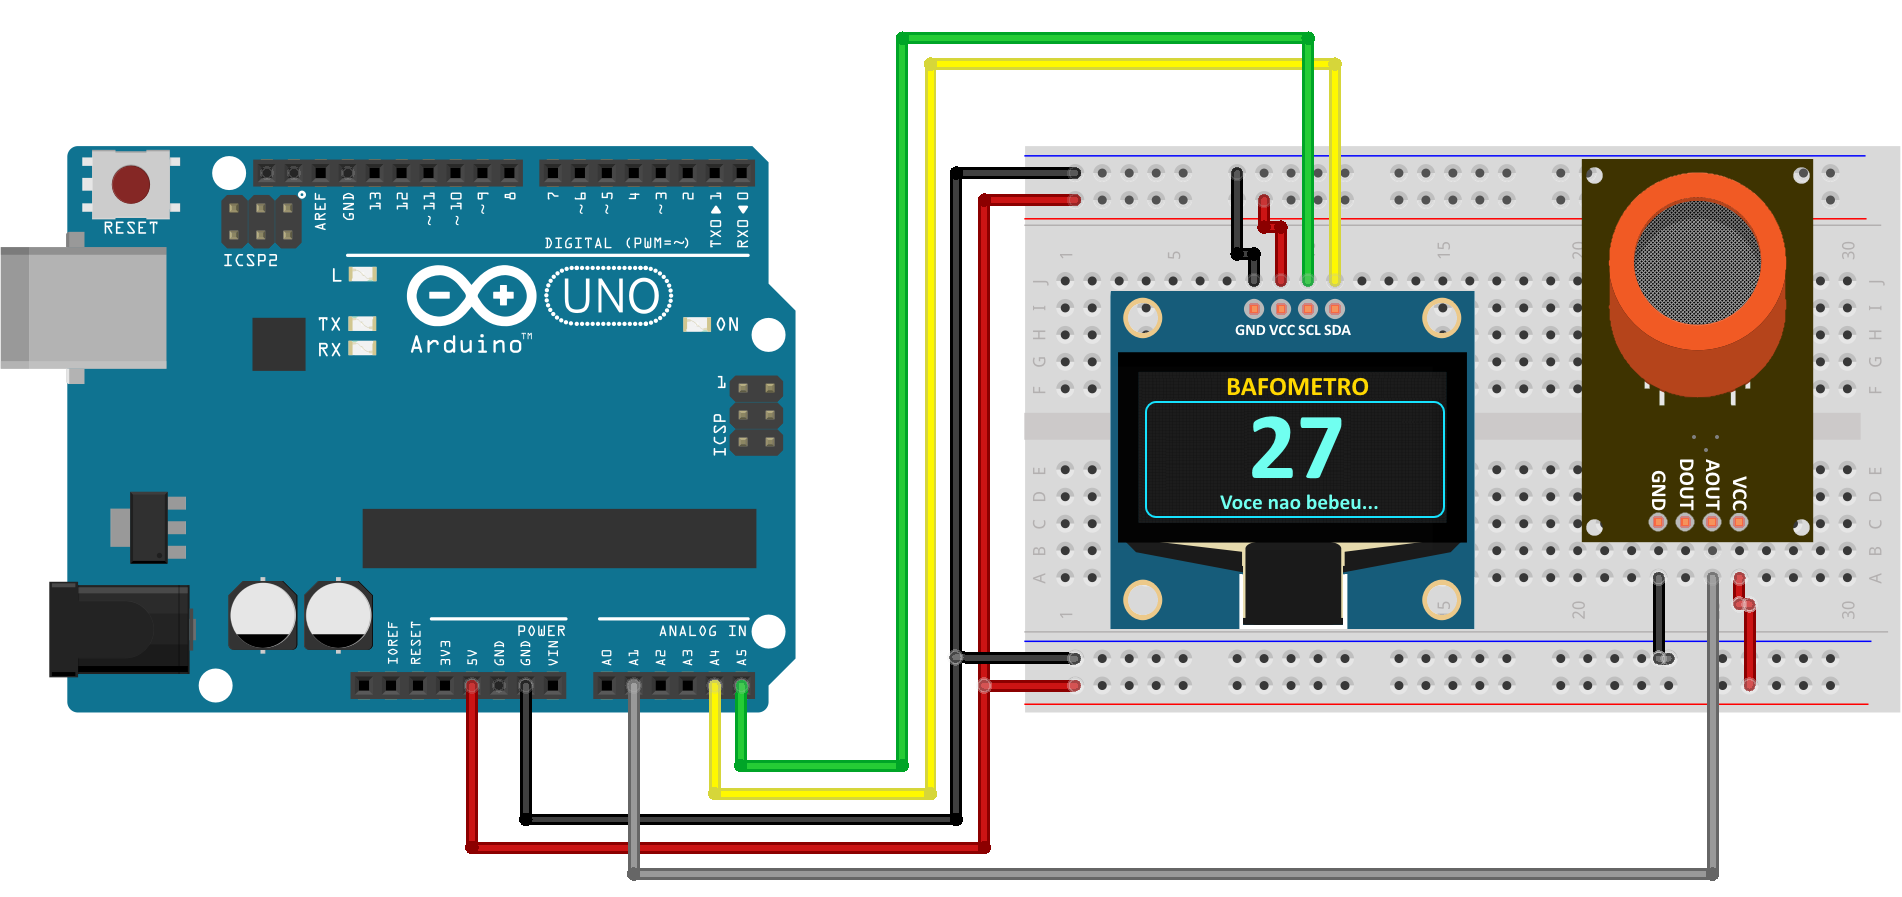 RESET
ICSP2
AREF
GND
13
12
~11
~10
~9
8
7
~6
~5
4
~3
2
TX0▶1
RX0◀0
DIGITAL (PWM=~)
L
TX
RX
UNO
Arduino™
ON
1
ICSP
POWER
ANALOG IN
IOREF
RESET
3V3
5V
GND
GND
VIN
A0
A1
A2
A3
A4
A5
1
5
15
20
30
J
I
H
G
F
E
D
C
B
A
J
I
H
G
F
E
D
C
B
A
1
15
20
30
GND VCC SCL SDA
BAFOMETRO
27
Voce nao bebeu...
GND
DOUT
AOUT
VCC